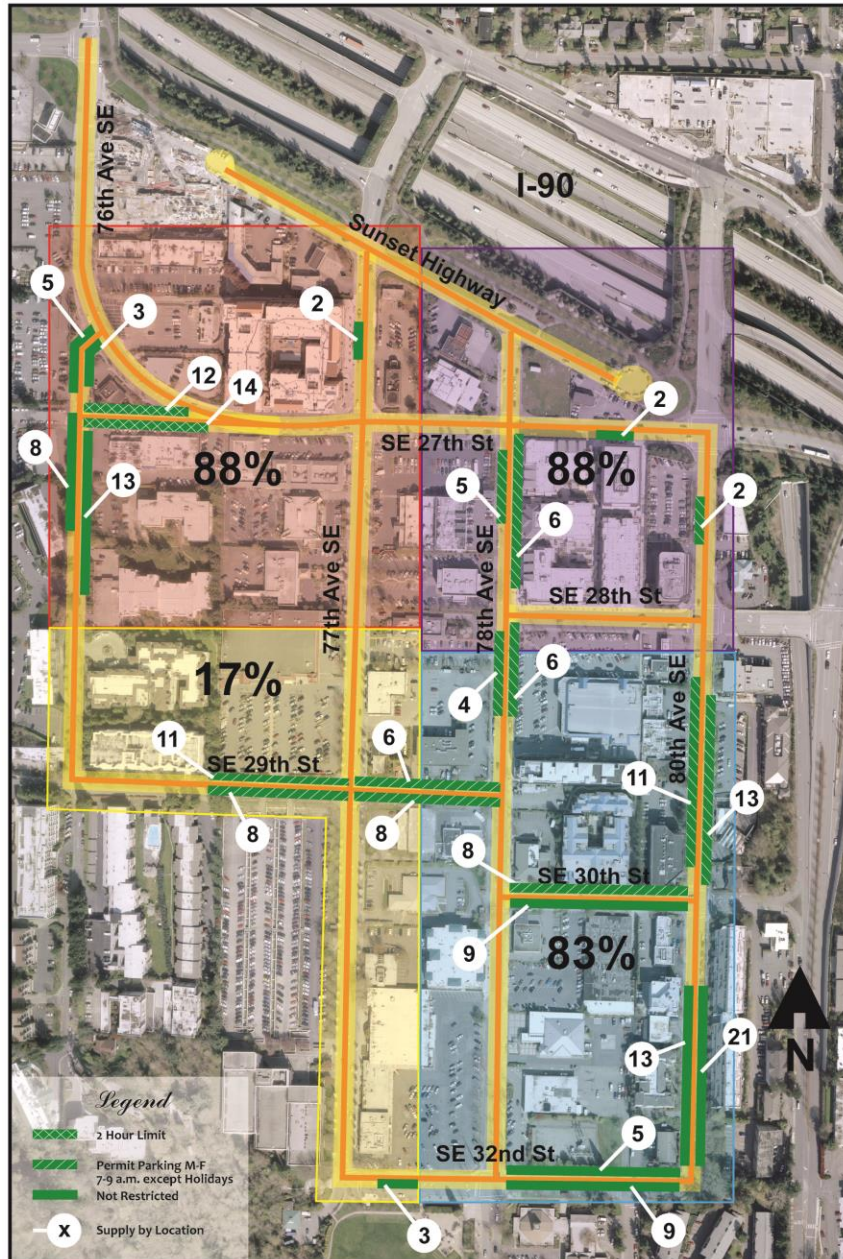 76th Ave SE
I-90
Sunset Highway
5
3
2
12
14
2
SE 27th St
8
13
88%
88%
5
6
2
77th Ave SE
78th Ave SE
SE 28th St
17%
4
6
80th Ave SE
11
SE 29th St
6
8
8
11
13
8
SE 30th St
9
83%
13
21
N
SE 32nd St
5
3
9
Legend
2 Hour Limit
Permit Parking M-F
7-9 a.m. except Holidays
Not Restricted
x Supply by Location